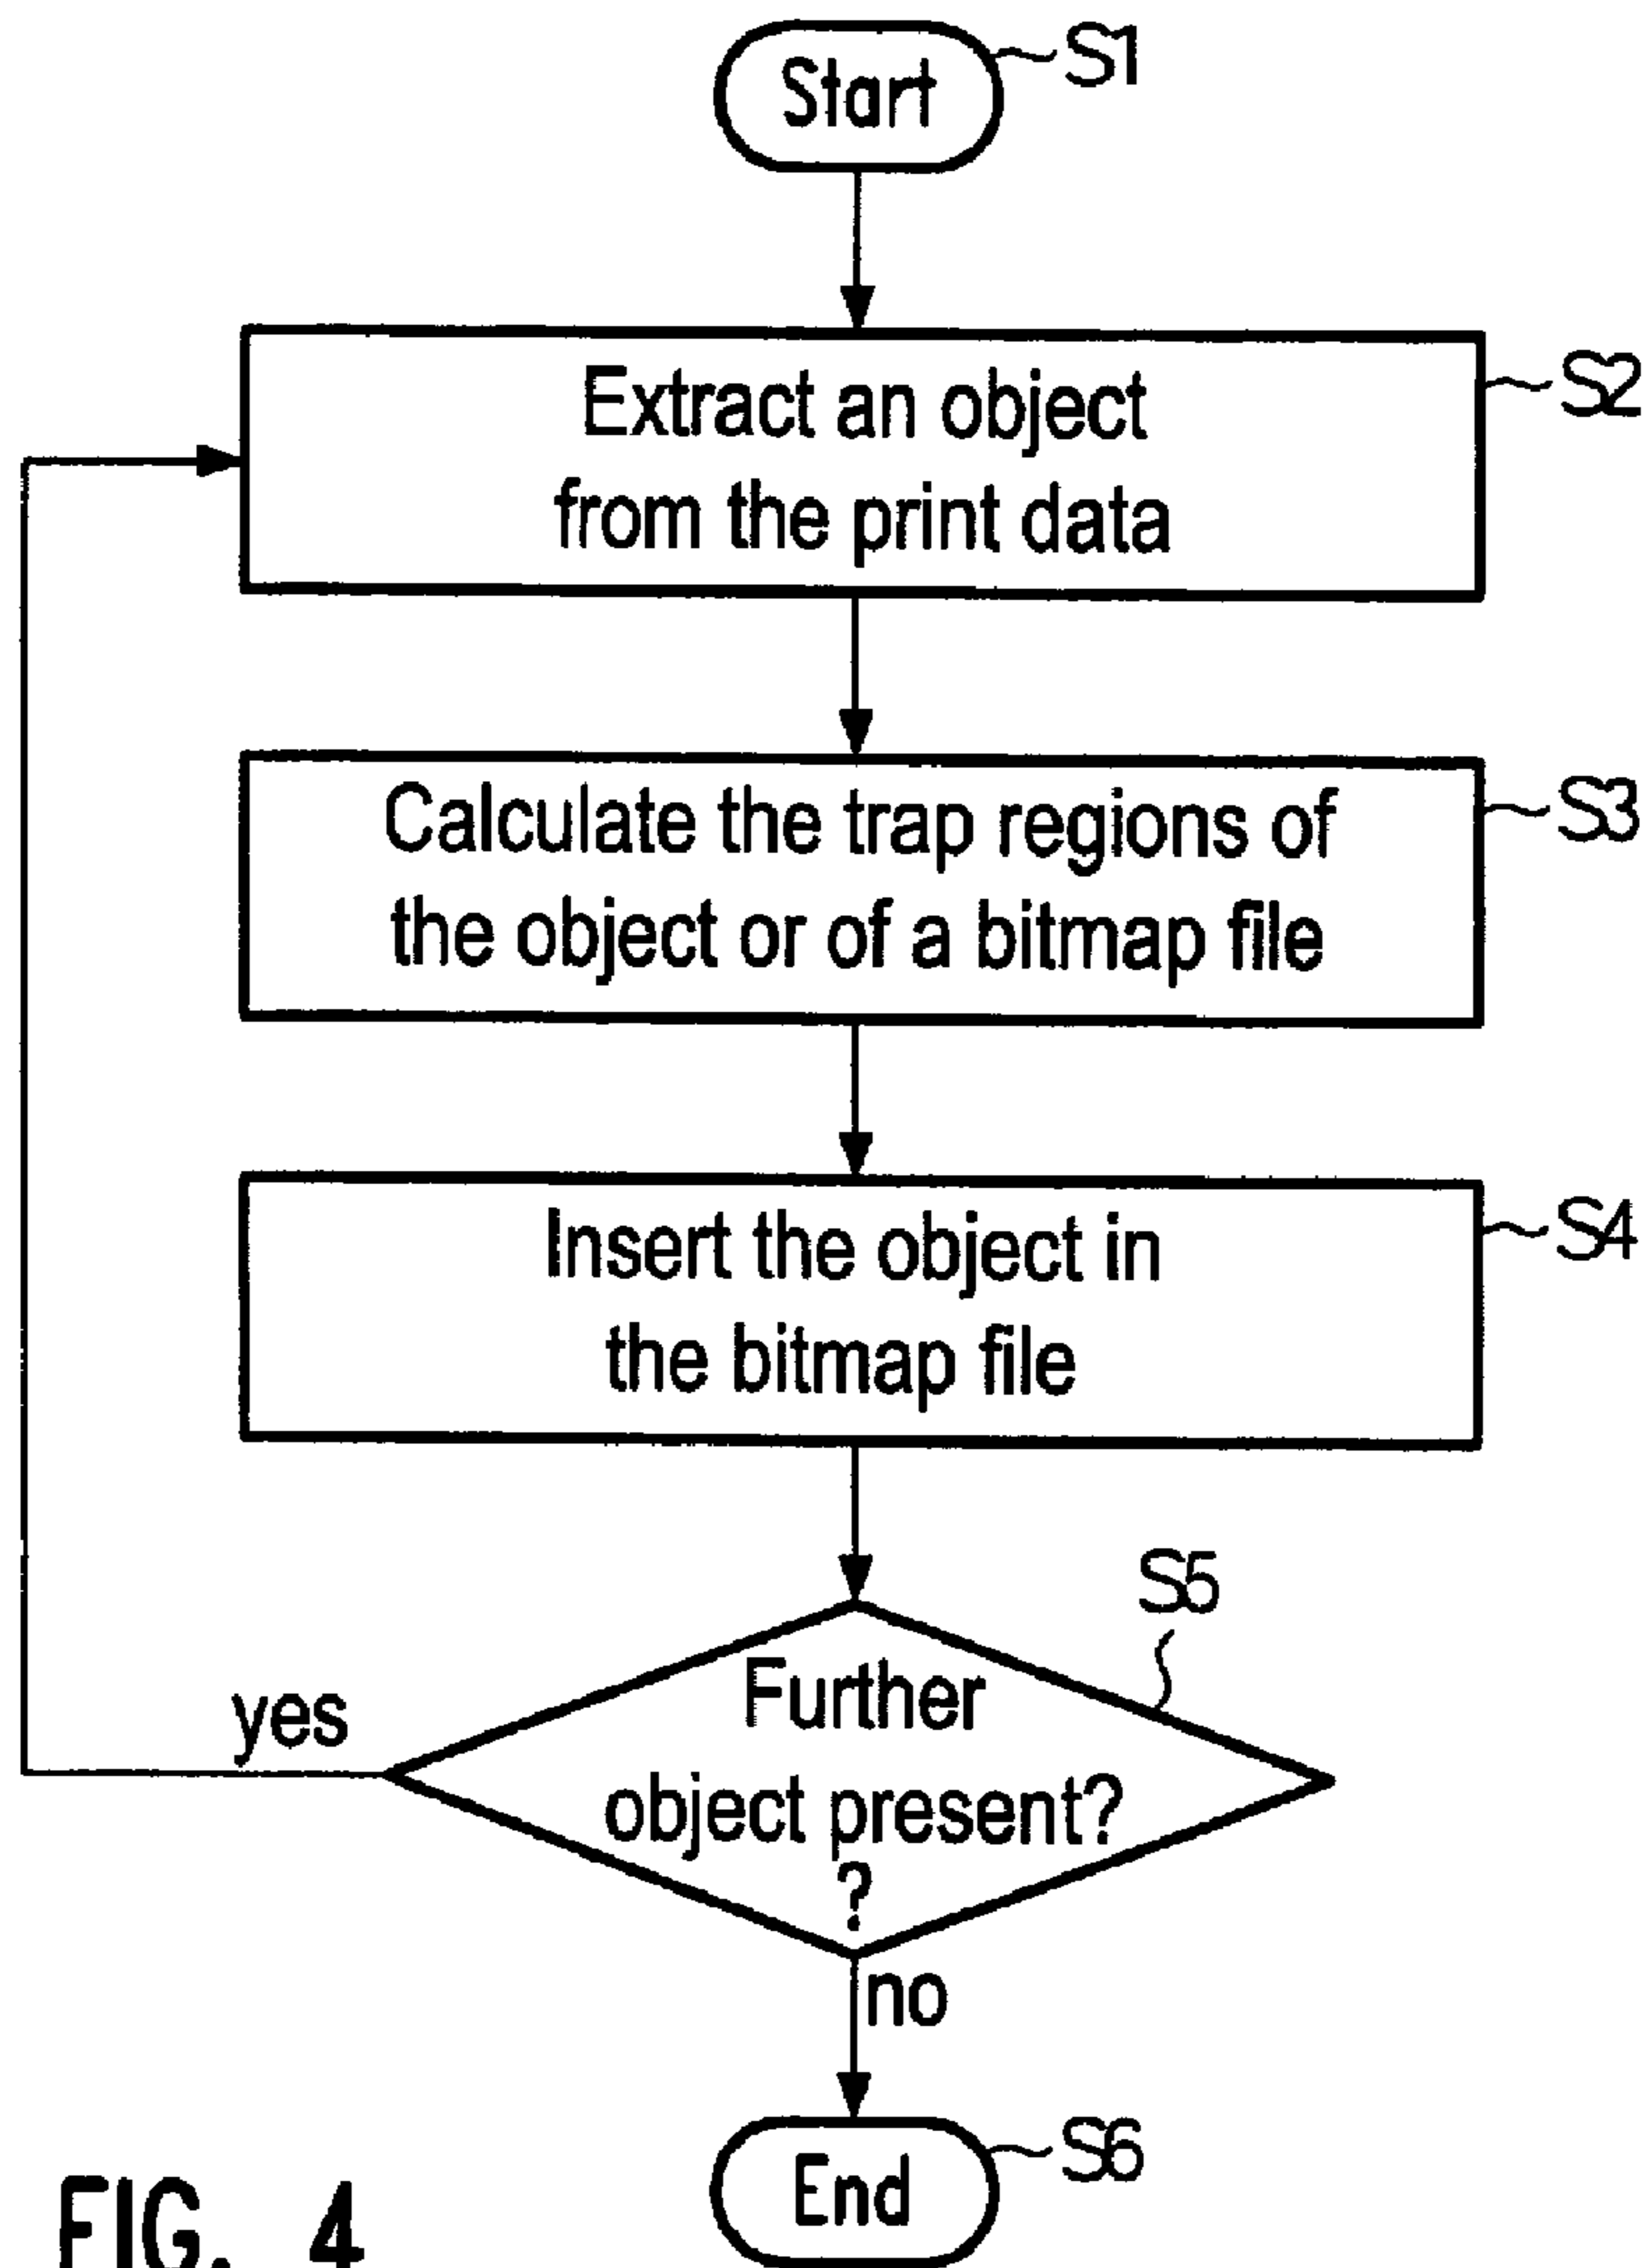 Start
S1
Extract an object
from the print data
S2
Calculate the trap regions of
the object or of a bitmap file
S3
Insert the object in
the bitmap file
S4
S5
Further
object present?
?
yes
no
End
S6
FIG. 4